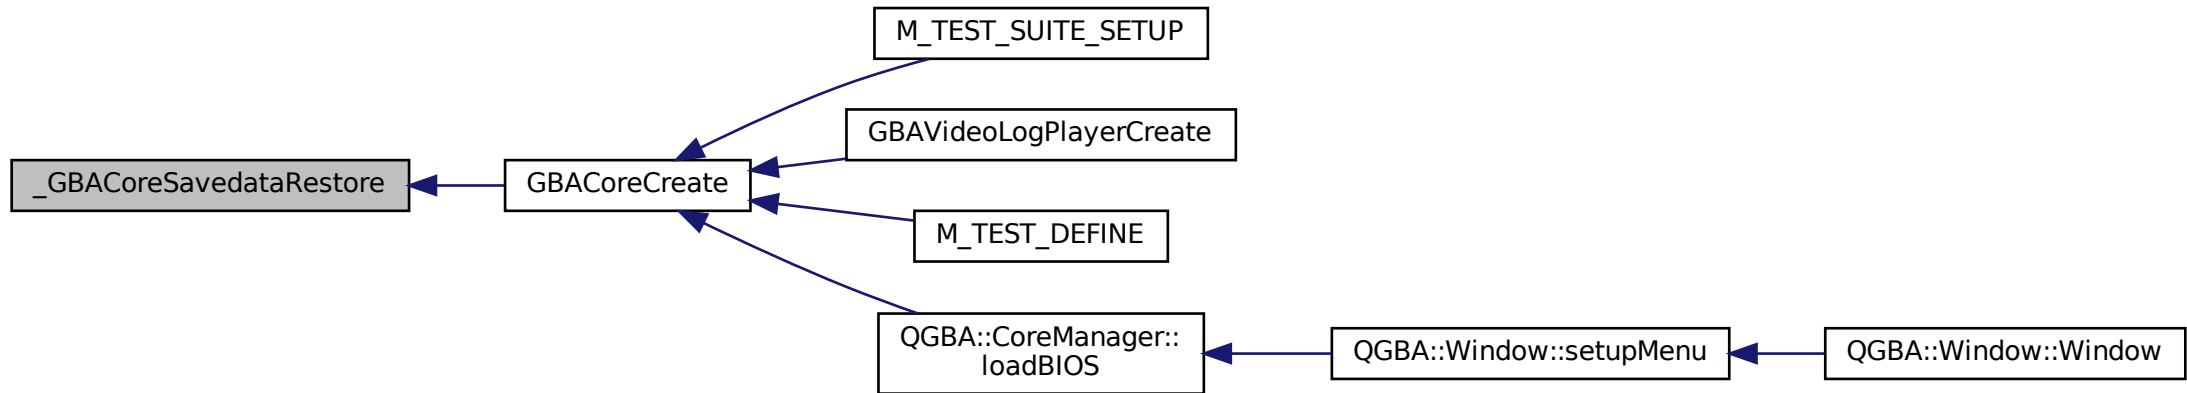 M_TEST_SUITE_SETUP
GBAVideoLogPlayerCreate
_GBACoreSavedataRestore
GBACoreCreate
M_TEST_DEFINE
QGBA::CoreManager::
loadBIOS
QGBA::Window::setupMenu
QGBA::Window::Window